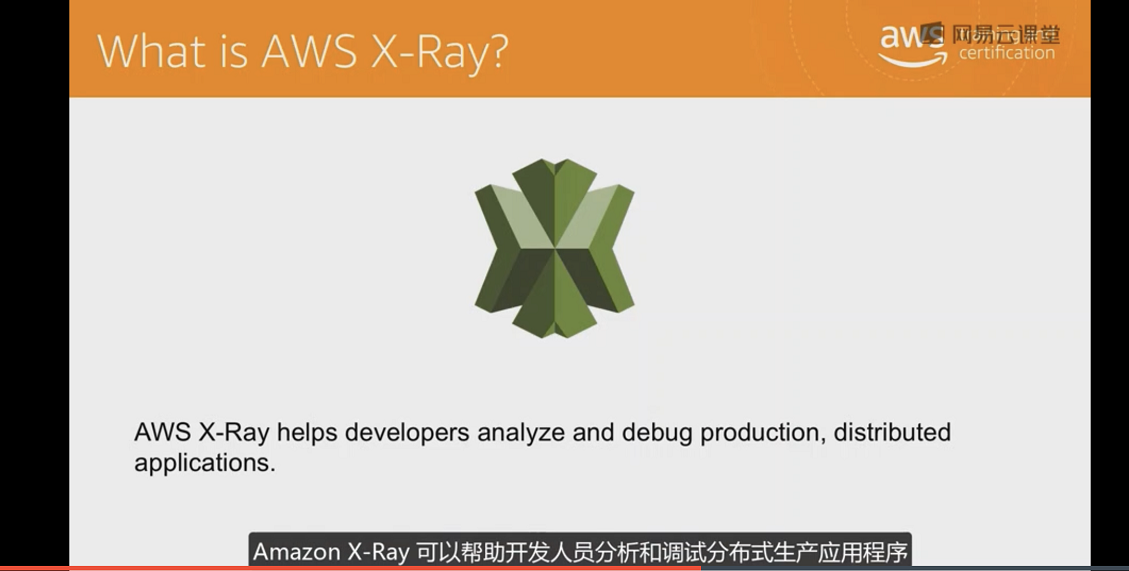 What is AWS X-Ray?
aws
网易云课堂
certification
AWS X-Ray helps developers analyze and debug production, distributed
applications.
Amazon X-Ray 可以帮助开发人员分析和调试分布式生产应用程序